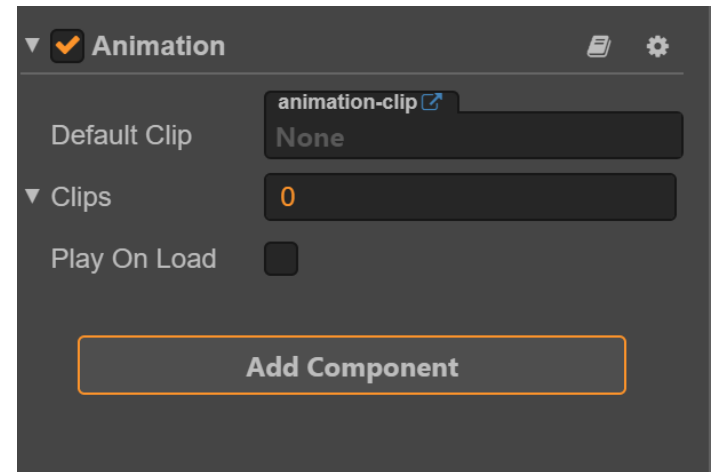 Animation
animation-clip
Default Clip
None
Clips
0
Play On Load
Add Component